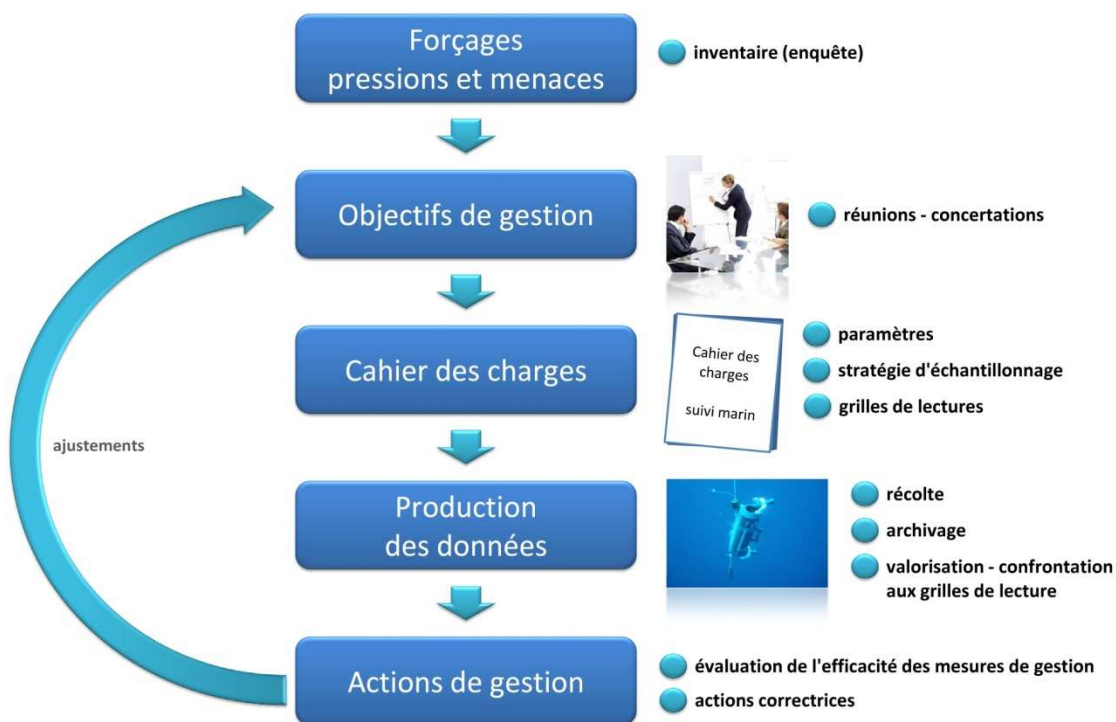 Forçages
pressions et menaces
inventaire (enquête)
Objectifs de gestion
réunions - concertations
Cahier des charges
Cahier des
charges
suivi marin
paramètres
stratégie d'échantillonnage
grilles de lectures
ajustements
Production
des données
récolte
archivage
valorisation - confrontation
aux grilles de lecture
Actions de gestion
évaluation de l'efficacité des mesures de gestion
actions correctrices